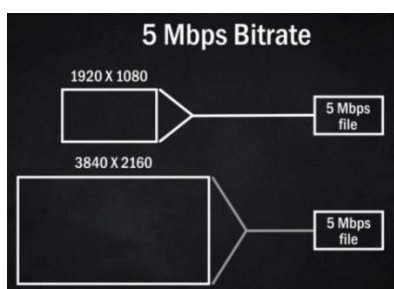 5 Mbps Bitrate
1920 X 1080
5 Mbps
file
3840 X 2160
5 Mbps
file